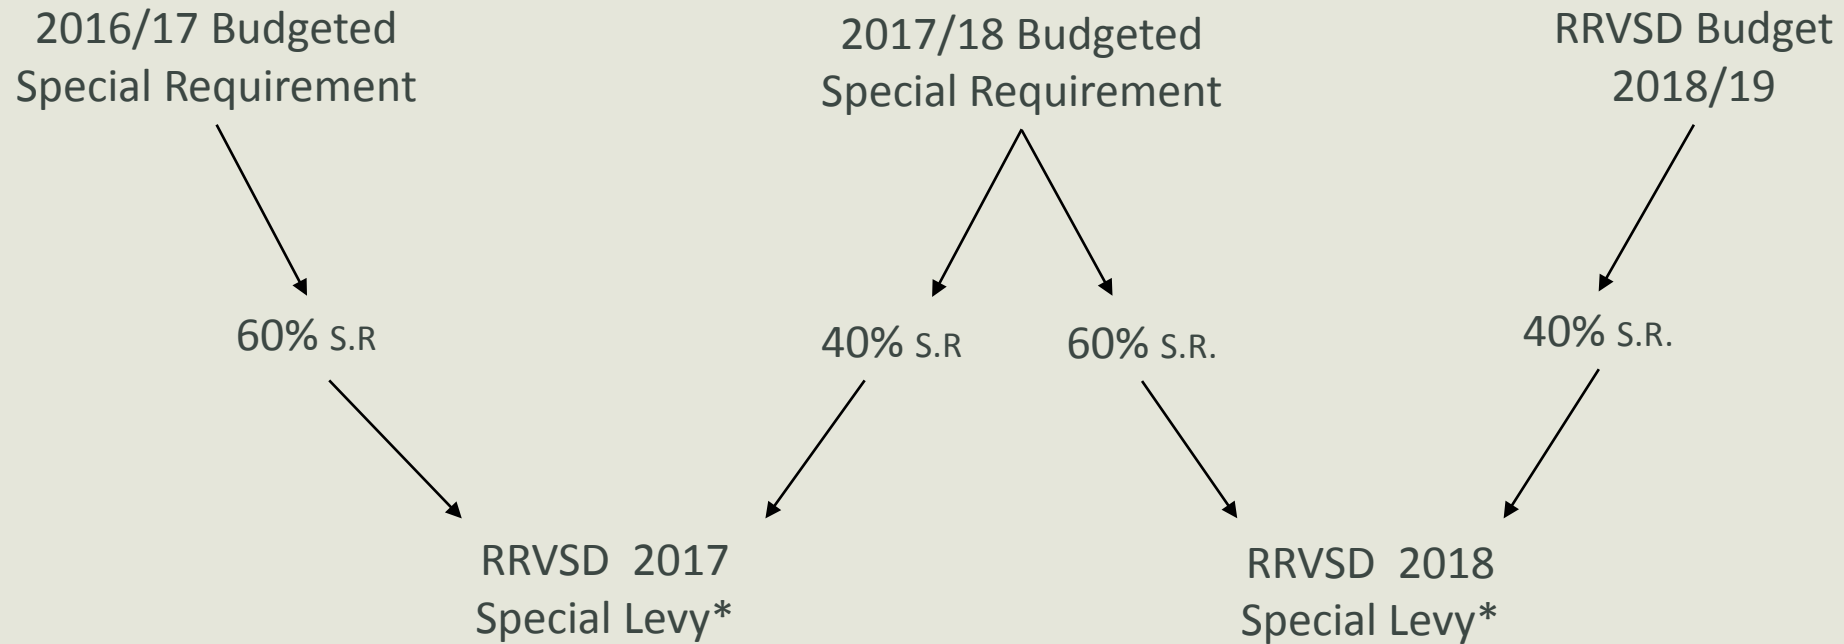 2016/17 Budgeted
Special Requirement
2017/18 Budgeted
Special Requirement
RRVSD Budget
2018/19
60% S.R
40% S.R
60% S.R.
40% S.R.
RRVSD 2017
Special Levy*
RRVSD 2018
Special Levy*